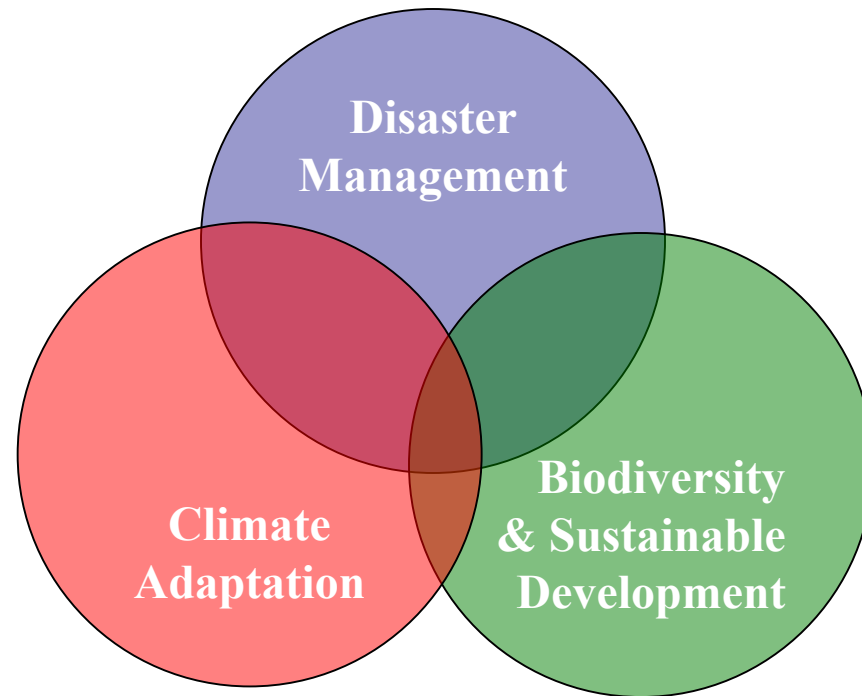 Disaster
Management
Climate
Adaptation
Biodiversity
& Sustainable
Development